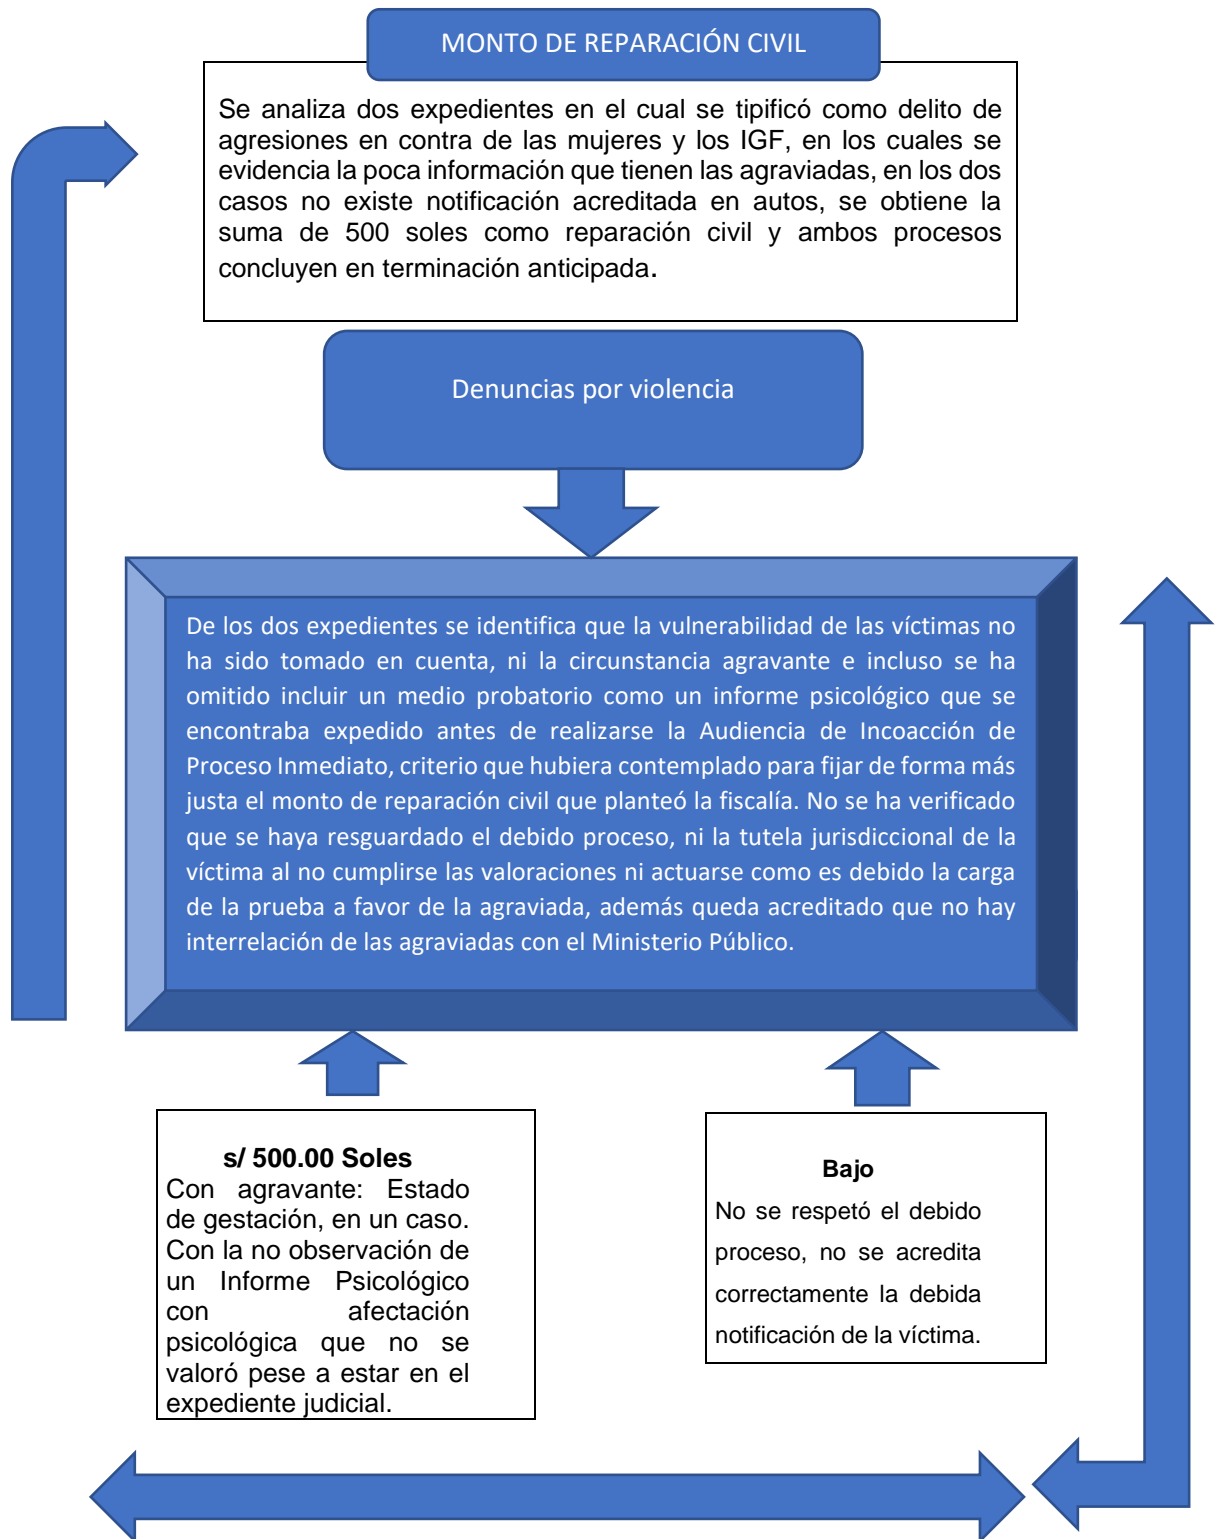 MONTO DE REPARACIÓN CIVIL
Se analiza dos expedientes en el cual se tipificó como delito de
agresiones en contra de las mujeres y los IGF, en los cuales se
evidencia la poca información que tienen las agraviadas, en los dos
casos no existe notificación acreditada en autos, se obtiene la
suma de 500 soles como reparación civil y ambos procesos
concluyen en terminación anticipada.
Denuncias por violencia
De los dos expedientes se identifica que la vulnerabilidad de las víctimas no
ha sido tomado en cuenta, ni la circunstancia agravante e incluso se ha
omitido incluir un medio probatorio como un informe psicológico que se
encontraba expedido antes de realizarse la Audiencia de Incoacción de
Proceso Inmediato, criterio que hubiera contemplado para fijar de forma más
justa el monto de reparación civil que planteó la fiscalía. No se ha verificado
que se haya resguardado el debido proceso, ni la tutela jurisdiccional de la
víctima al no cumplirse las valoraciones ni actuarse como es debido la carga
de la prueba a favor de la agraviada, además queda acreditado que no hay
interrelación de las agraviadas con el Ministerio Público.
s/ 500.00 Soles
Con agravante: Estado
de gestación, en un caso.
Con la no observación de
un Informe Psicológico
con afectación
psicológica que no se
valoró pese a estar en el
expediente judicial.
Bajo
No se respetó el debido
proceso, no se acredita
correctamente la debida
notificación de la víctima.